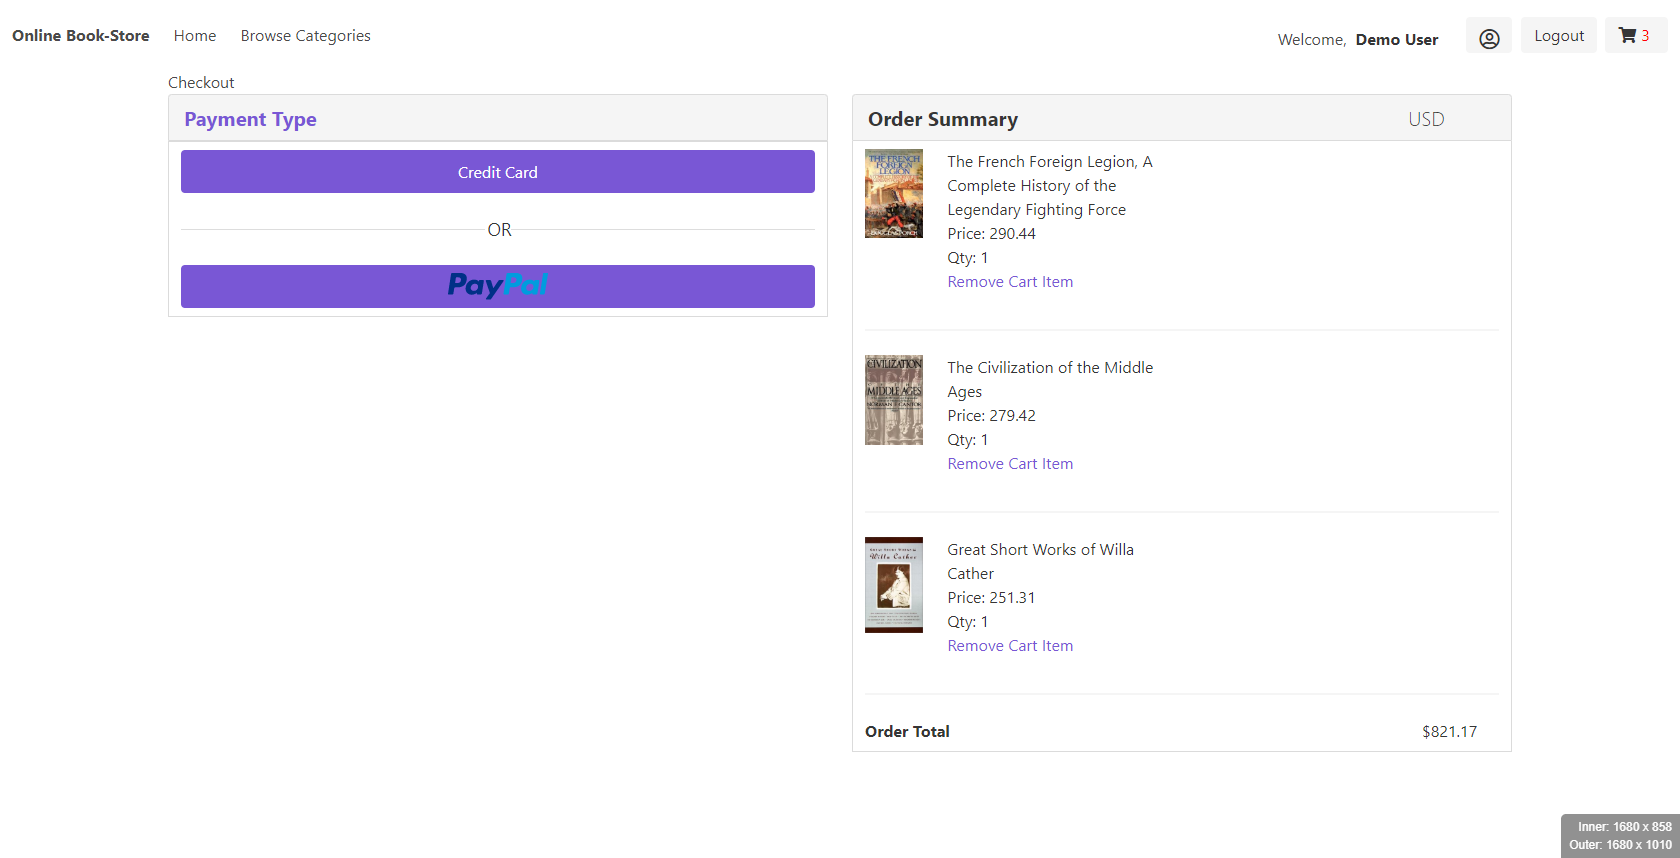 Online Book-Store Home Browse Categories Welcome, Demo User Logout 3
Checkout
Payment Type
Credit Card
OR
PayPal
Order Summary USD
THE FRENCH
FOREIGN
LEGION
The French Foreign Legion, A
Complete History of the
Legendary Fighting Force
Price: 290.44
Qty: 1
Remove Cart Item
CIVILIZATION
MIDDLE AGES
The Civilization of the Middle
Ages
Price: 279.42
Qty: 1
Remove Cart Item
Willa Cather
Great Short Works of Willa
Cather
Price: 251.31
Qty: 1
Remove Cart Item
Order Total $821.17
Inner: 1680 x 858
Outer: 1680 x 1010